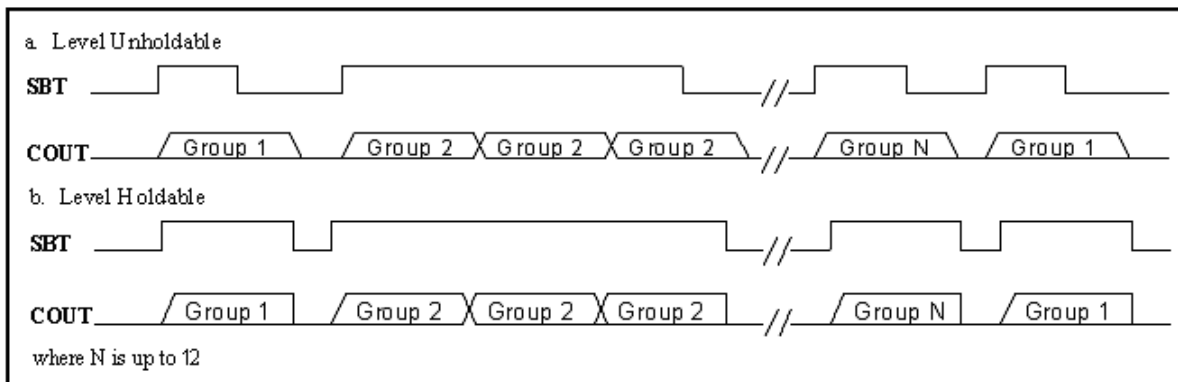 a. Level Unholdable
SBT
//
COUT
Group 1 Group 2 Group 2 Group 2 // Group N Group 1
b. Level Holdable
SBT
//
COUT
Group 1 Group 2 Group 2 Group 2 // Group N Group 1
where N is up to 12